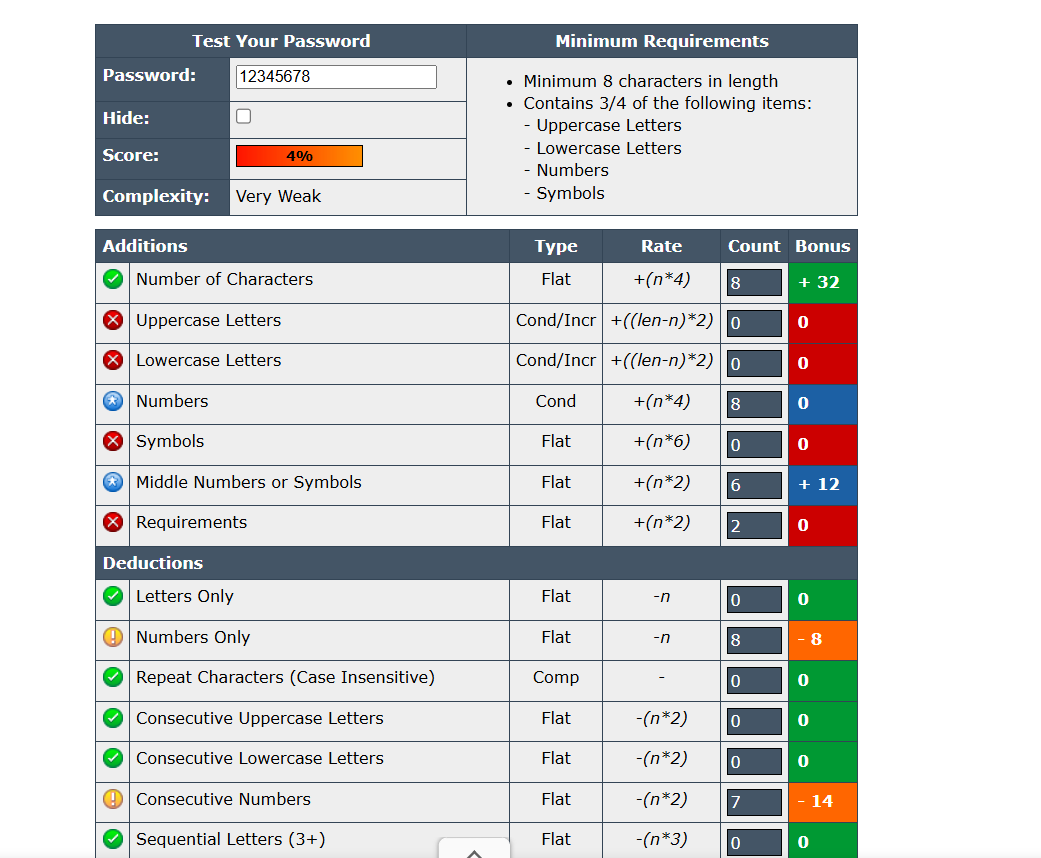 Test Your Password
Minimum Requirements
Password: 12345678
Hide:
Score: 4%
Complexity: Very Weak
• Minimum 8 characters in length
• Contains 3/4 of the following items:
- Uppercase Letters
- Lowercase Letters
- Numbers
- Symbols
Additions Type Rate Count Bonus
Number of Characters Flat +(n*4) 8 + 32
Uppercase Letters Cond/Incr +((len-n)*2) 0 0
Lowercase Letters Cond/Incr +((len-n)*2) 0 0
Numbers Cond +(n*4) 8 0
Symbols Flat +(n*6) 0 0
Middle Numbers or Symbols Flat +(n*2) 6 + 12
Requirements Flat +(n*2) 2 0
Deductions
Letters Only Flat -n 0 0
Numbers Only Flat -n 8 - 8
Repeat Characters (Case Insensitive) Comp - 0 0
Consecutive Uppercase Letters Flat -(n*2) 0 0
Consecutive Lowercase Letters Flat -(n*2) 0 0
Consecutive Numbers Flat -(n*2) 7 - 14
Sequential Letters (3+) Flat -(n*3) 0 0